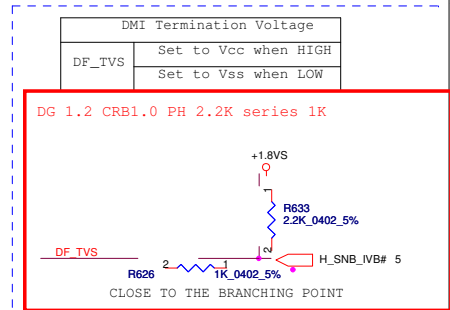 DMI Termination Voltage
DF_TVS
Set to Vcc when HIGH
Set to Vss when LOW
DG 1.2 CRB1.0 PH 2.2K series 1K
+1.8VS
1
R633
2.2K_0402_5%
2
DF_TVS
H_SNB_IVB# 5
2
1
R626
1K_0402_5%
CLOSE TO THE BRANCHING POINT